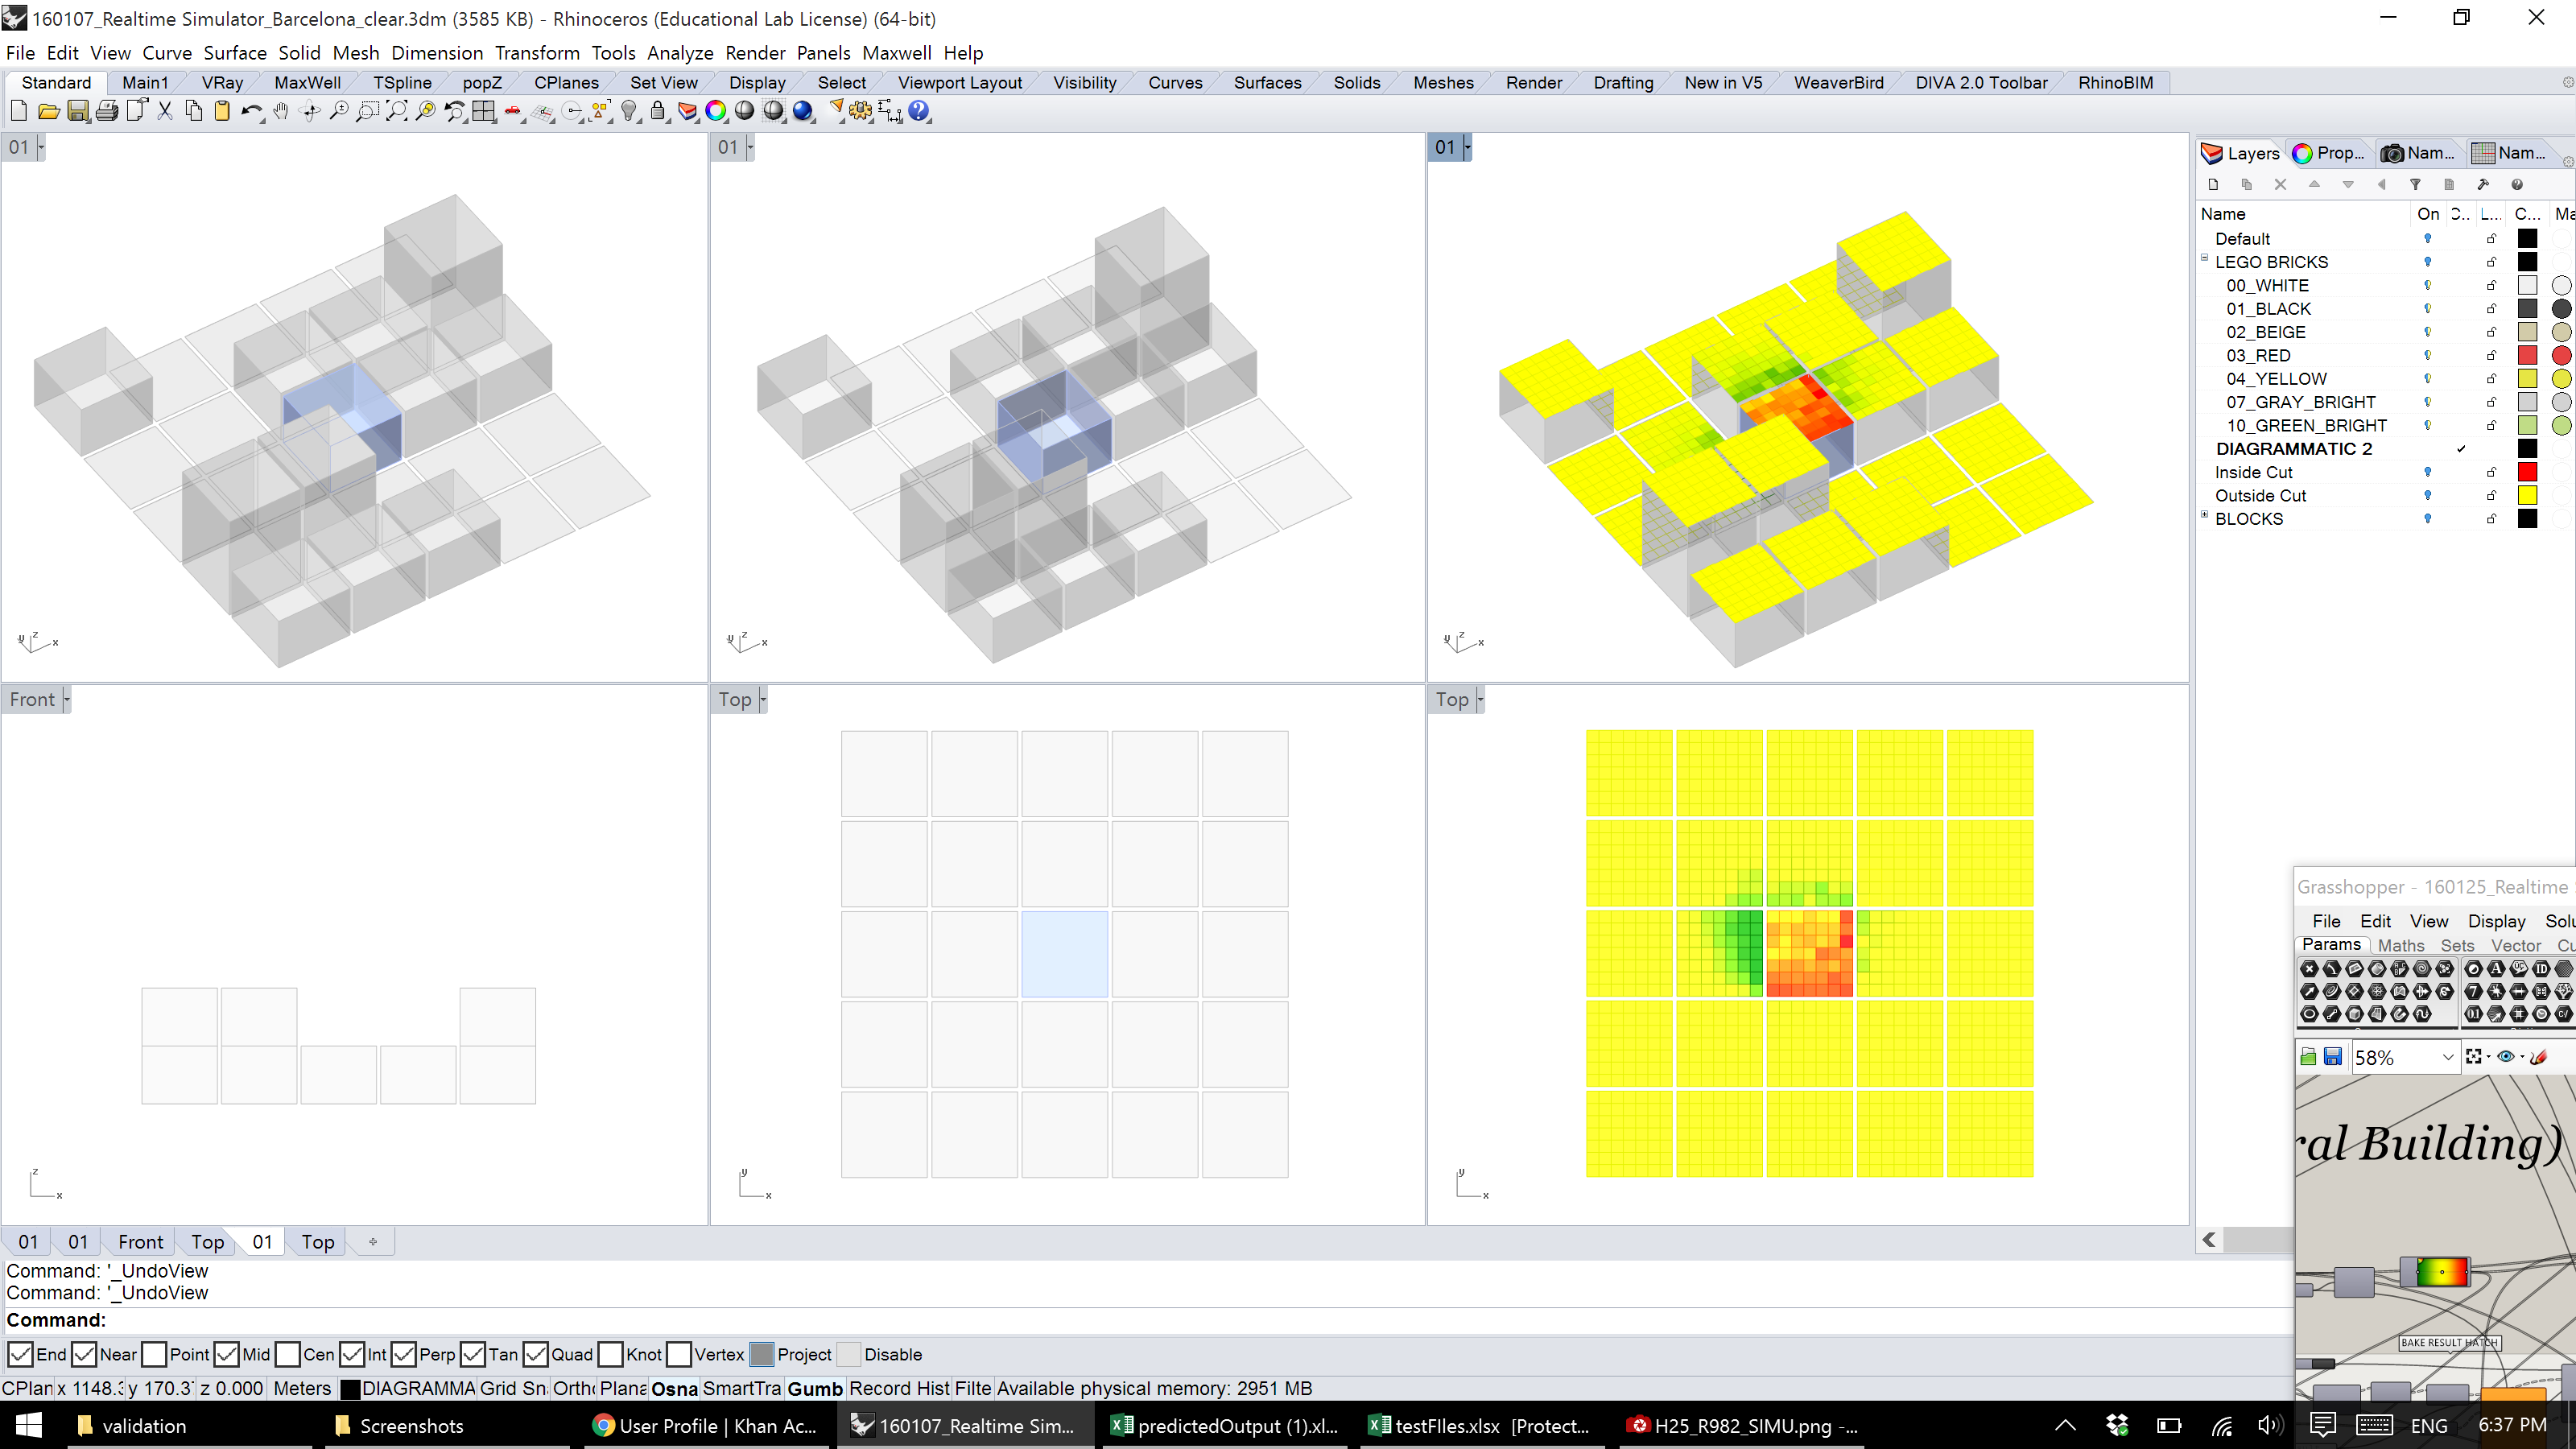 160107_Realtime Simulator_Barcelona_clear.3dm (3585 KB) - Rhinoceros (Educational Lab License) (64-bit)
File Edit View Curve Surface Solid Mesh Dimension Transform Tools Analyze Render Panels Maxwell Help
Standard Main1 VRay MaxWell TSpline popZ CPlanes Set View Display Select Viewport Layout Visibility Curves Surfaces Solids Meshes Render Drafting New in V5 WeaverBird DIVA 2.0 Toolbar RhinoBIM
01 01 01
Layers Prop... Nam... Nam...
Name On L... C... Ma
Default
LEGO BRICKS
00_WHITE
01_BLACK
02_BEIGE
03_RED
04_YELLOW
07_GRAY_BRIGHT
10_GREEN_BRIGHT
DIAGRAMMATIC 2
Inside Cut
Outside Cut
BLOCKS
y z x
y z x
y z x
Front Top Top
z x
y x
y x
Grasshopper - 160125_Realtime
File Edit View Display Solu
Params Maths Sets Vector Cu
58%
ral Building)
BAKE RESULT HATCH
01 01 Front Top 01 Top
Command: '_UndoView
Command: '_UndoView
Command:
End Near Point Mid Cen Int Perp Tan Quad Knot Vertex Project Disable
CPlan x 1148.3 y 170.37 z 0.000 Meters DIAGRAMMA Grid Sn Ortho Plana Osna SmartTra Gumb Record Hist Filte Available physical memory: 2951 MB
validation Screenshots User Profile | Khan Ac... 160107_Realtime Sim... predictedOutput (1).xl... testFIles.xlsx [Protect... H25_R982_SIMU.png -... ENG 6:37 PM